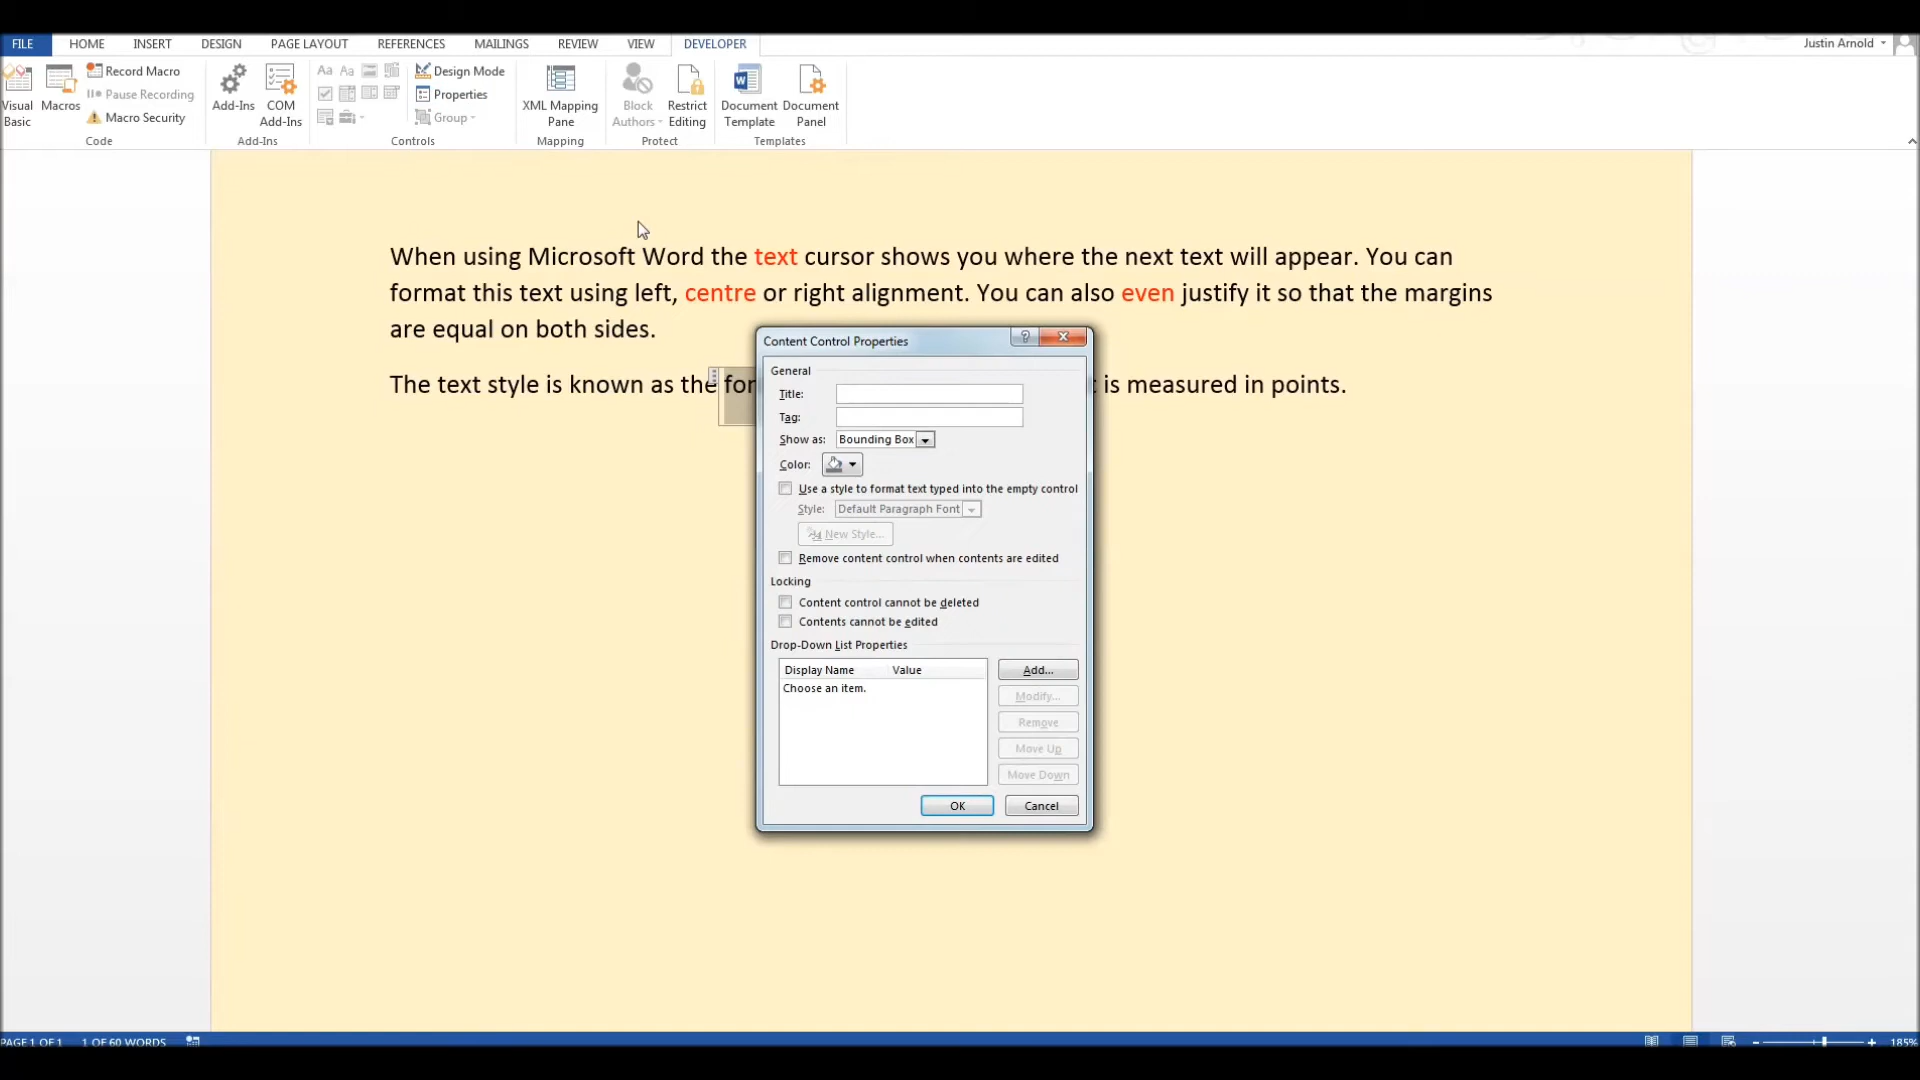 FILE HOME INSERT DESIGN PAGE LAYOUT REFERENCES MAILINGS REVIEW VIEW DEVELOPER Justin Arnold
Visual Basic
Macros
Record Macro
Pause Recording
Macro Security
Code
Add-Ins
COM Add-Ins
Add-Ins
Aa Aa
Design Mode
Properties
Group
Controls
XML Mapping Pane
Mapping
Block Authors
Restrict Editing
Protect
Document Template
Document Panel
Templates
When using Microsoft Word the text cursor shows you where the next text will appear. You can
format this text using left, centre or right alignment. You can also even justify it so that the margins
are equal on both sides.
The text style is known as the is measured in points.
Content Control Properties
General
Title:
Tag:
Show as: Bounding Box
Color:
Use a style to format text typed into the empty control
Style: Default Paragraph Font
New Style...
Remove content control when contents are edited
Locking
Content control cannot be deleted
Contents cannot be edited
Drop-Down List Properties
Display Name Value
Choose an item.
Add...
Modify...
Remove
Move Up
Move Down
OK Cancel
PAGE 1 OF 1 1 OF 60 WORDS 185%